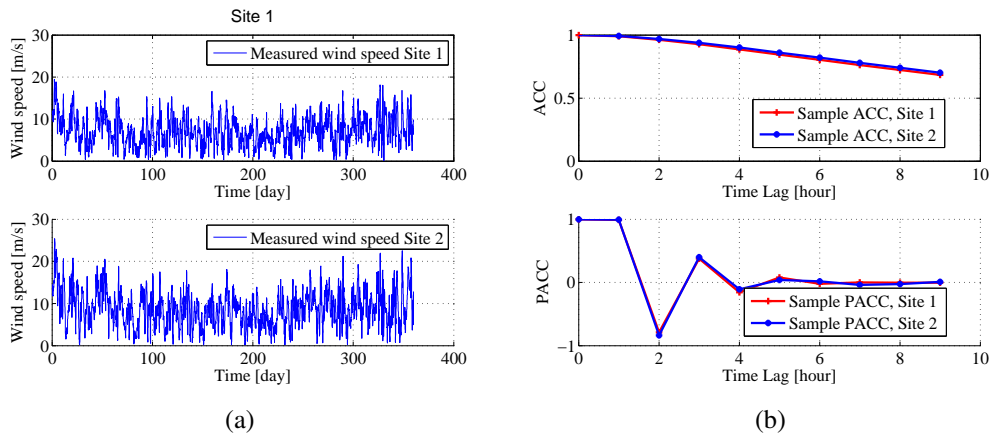 Site 1
Wind speed [m/s]
30
20
10
0
Measured wind speed Site 1
0 100 200 300 400
Time [day]
Wind speed [m/s]
30
20
10
0
Measured wind speed Site 2
0 100 200 300 400
Time [day]
(a)
ACC
1
0.5
0
Sample ACC, Site 1
Sample ACC, Site 2
0 2 4 6 8 10
Time Lag [hour]
PACC
1
0
−1
Sample PACC, Site 1
Sample PACC, Site 2
0 2 4 6 8 10
Time Lag [hour]
(b)